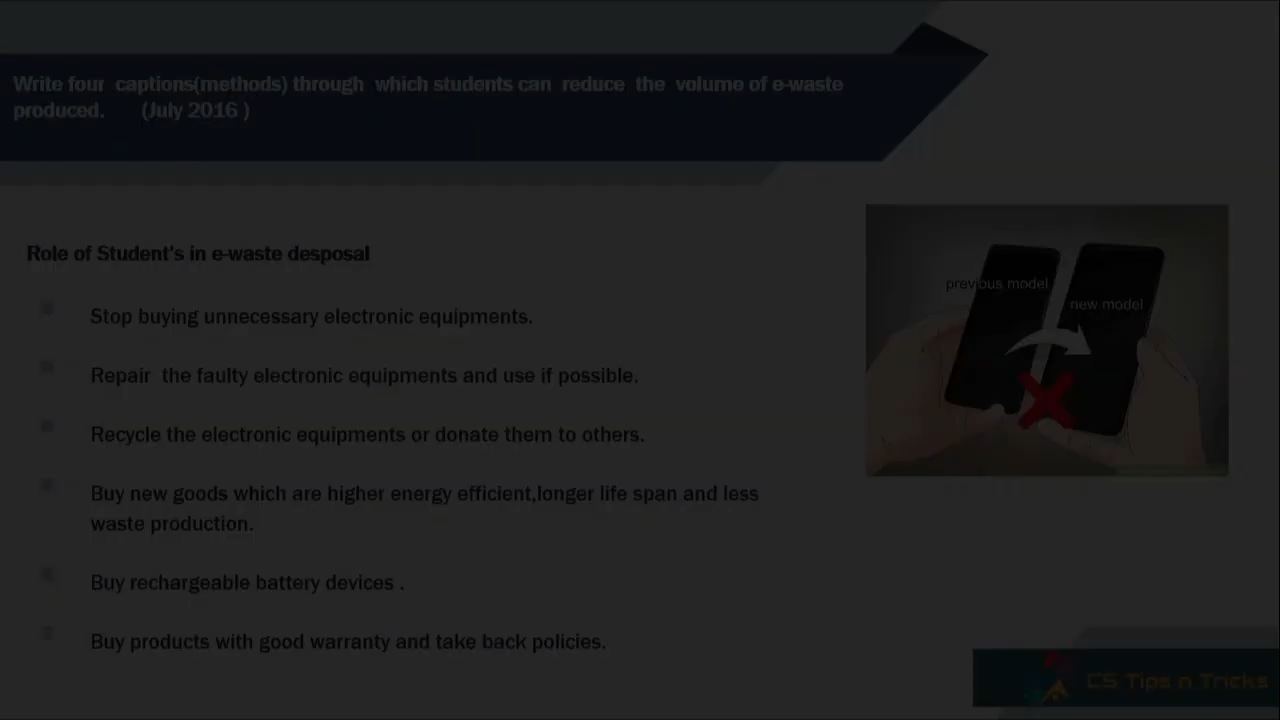 Write four captions(methods) through which students can reduce the volume of e-waste
produced. (July 2016 )
Role of Student's in e-waste desposal
previous model
new model
Stop buying unnecessary electronic equipments.
Repair the faulty electronic equipments and use if possible.
Recycle the electronic equipments or donate them to others.
Buy new goods which are higher energy efficient,longer life span and less
waste production.
Buy rechargeable battery devices .
Buy products with good warranty and take back policies.
CS Tips n Tricks